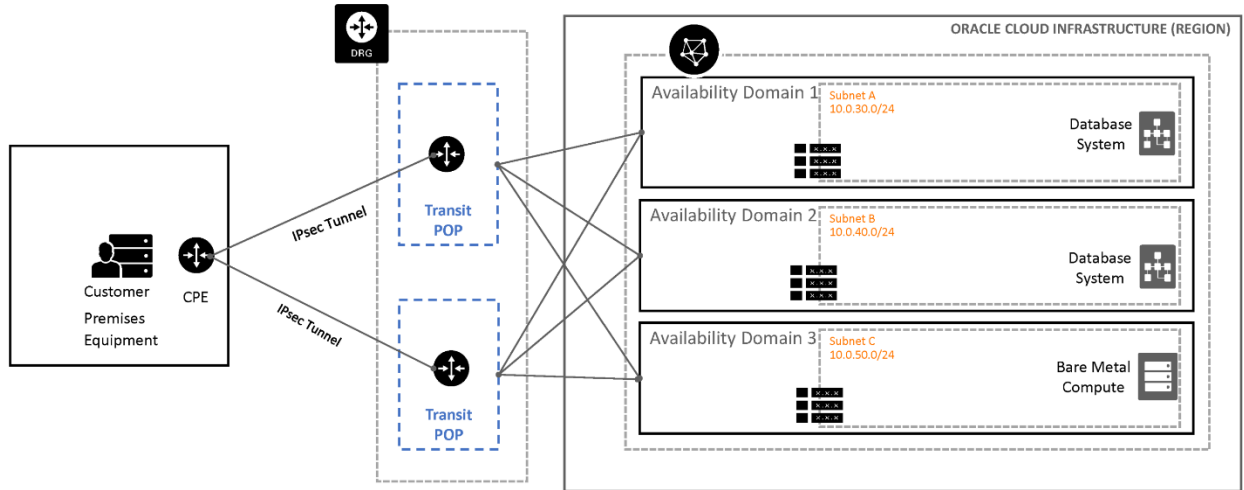 DRG
ORACLE CLOUD INFRASTRUCTURE (REGION)
Customer
Premises
Equipment
CPE
IPsec Tunnel
IPsec Tunnel
Transit
POP
Transit
POP
Availability Domain 1
Subnet A
10.0.30.0/24
Database
System
x.x.x
x.x.x
x.x.x
Availability Domain 2
Subnet B
10.0.40.0/24
Database
System
x.x.x
x.x.x
x.x.x
Availability Domain 3
Subnet C
10.0.50.0/24
Bare Metal
Compute
x.x.x
x.x.x
x.x.x